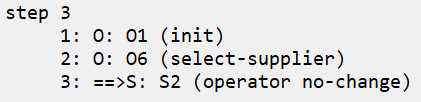 step 3
1: O: O1 (init)
2: O: O6 (select-supplier)
3: ==>S: S2 (operator no-change)